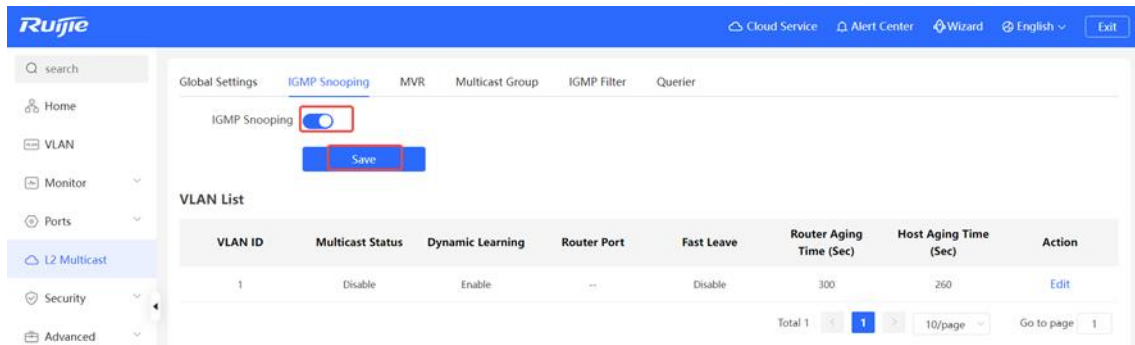 Ruijie
Cloud Service Alert Center Wizard English Exit
search
Home
VLAN
Monitor
Ports
L2 Multicast
Security
Advanced
Global Settings IGMP Snooping MVR Multicast Group IGMP Filter Querier
IGMP Snooping
Save
VLAN List
VLAN ID Multicast Status Dynamic Learning Router Port Fast Leave Router Aging Time (Sec) Host Aging Time (Sec) Action
1 Disable Enable -- Disable 300 260 Edit
Total 1 < 1 > 10/page Go to page 1